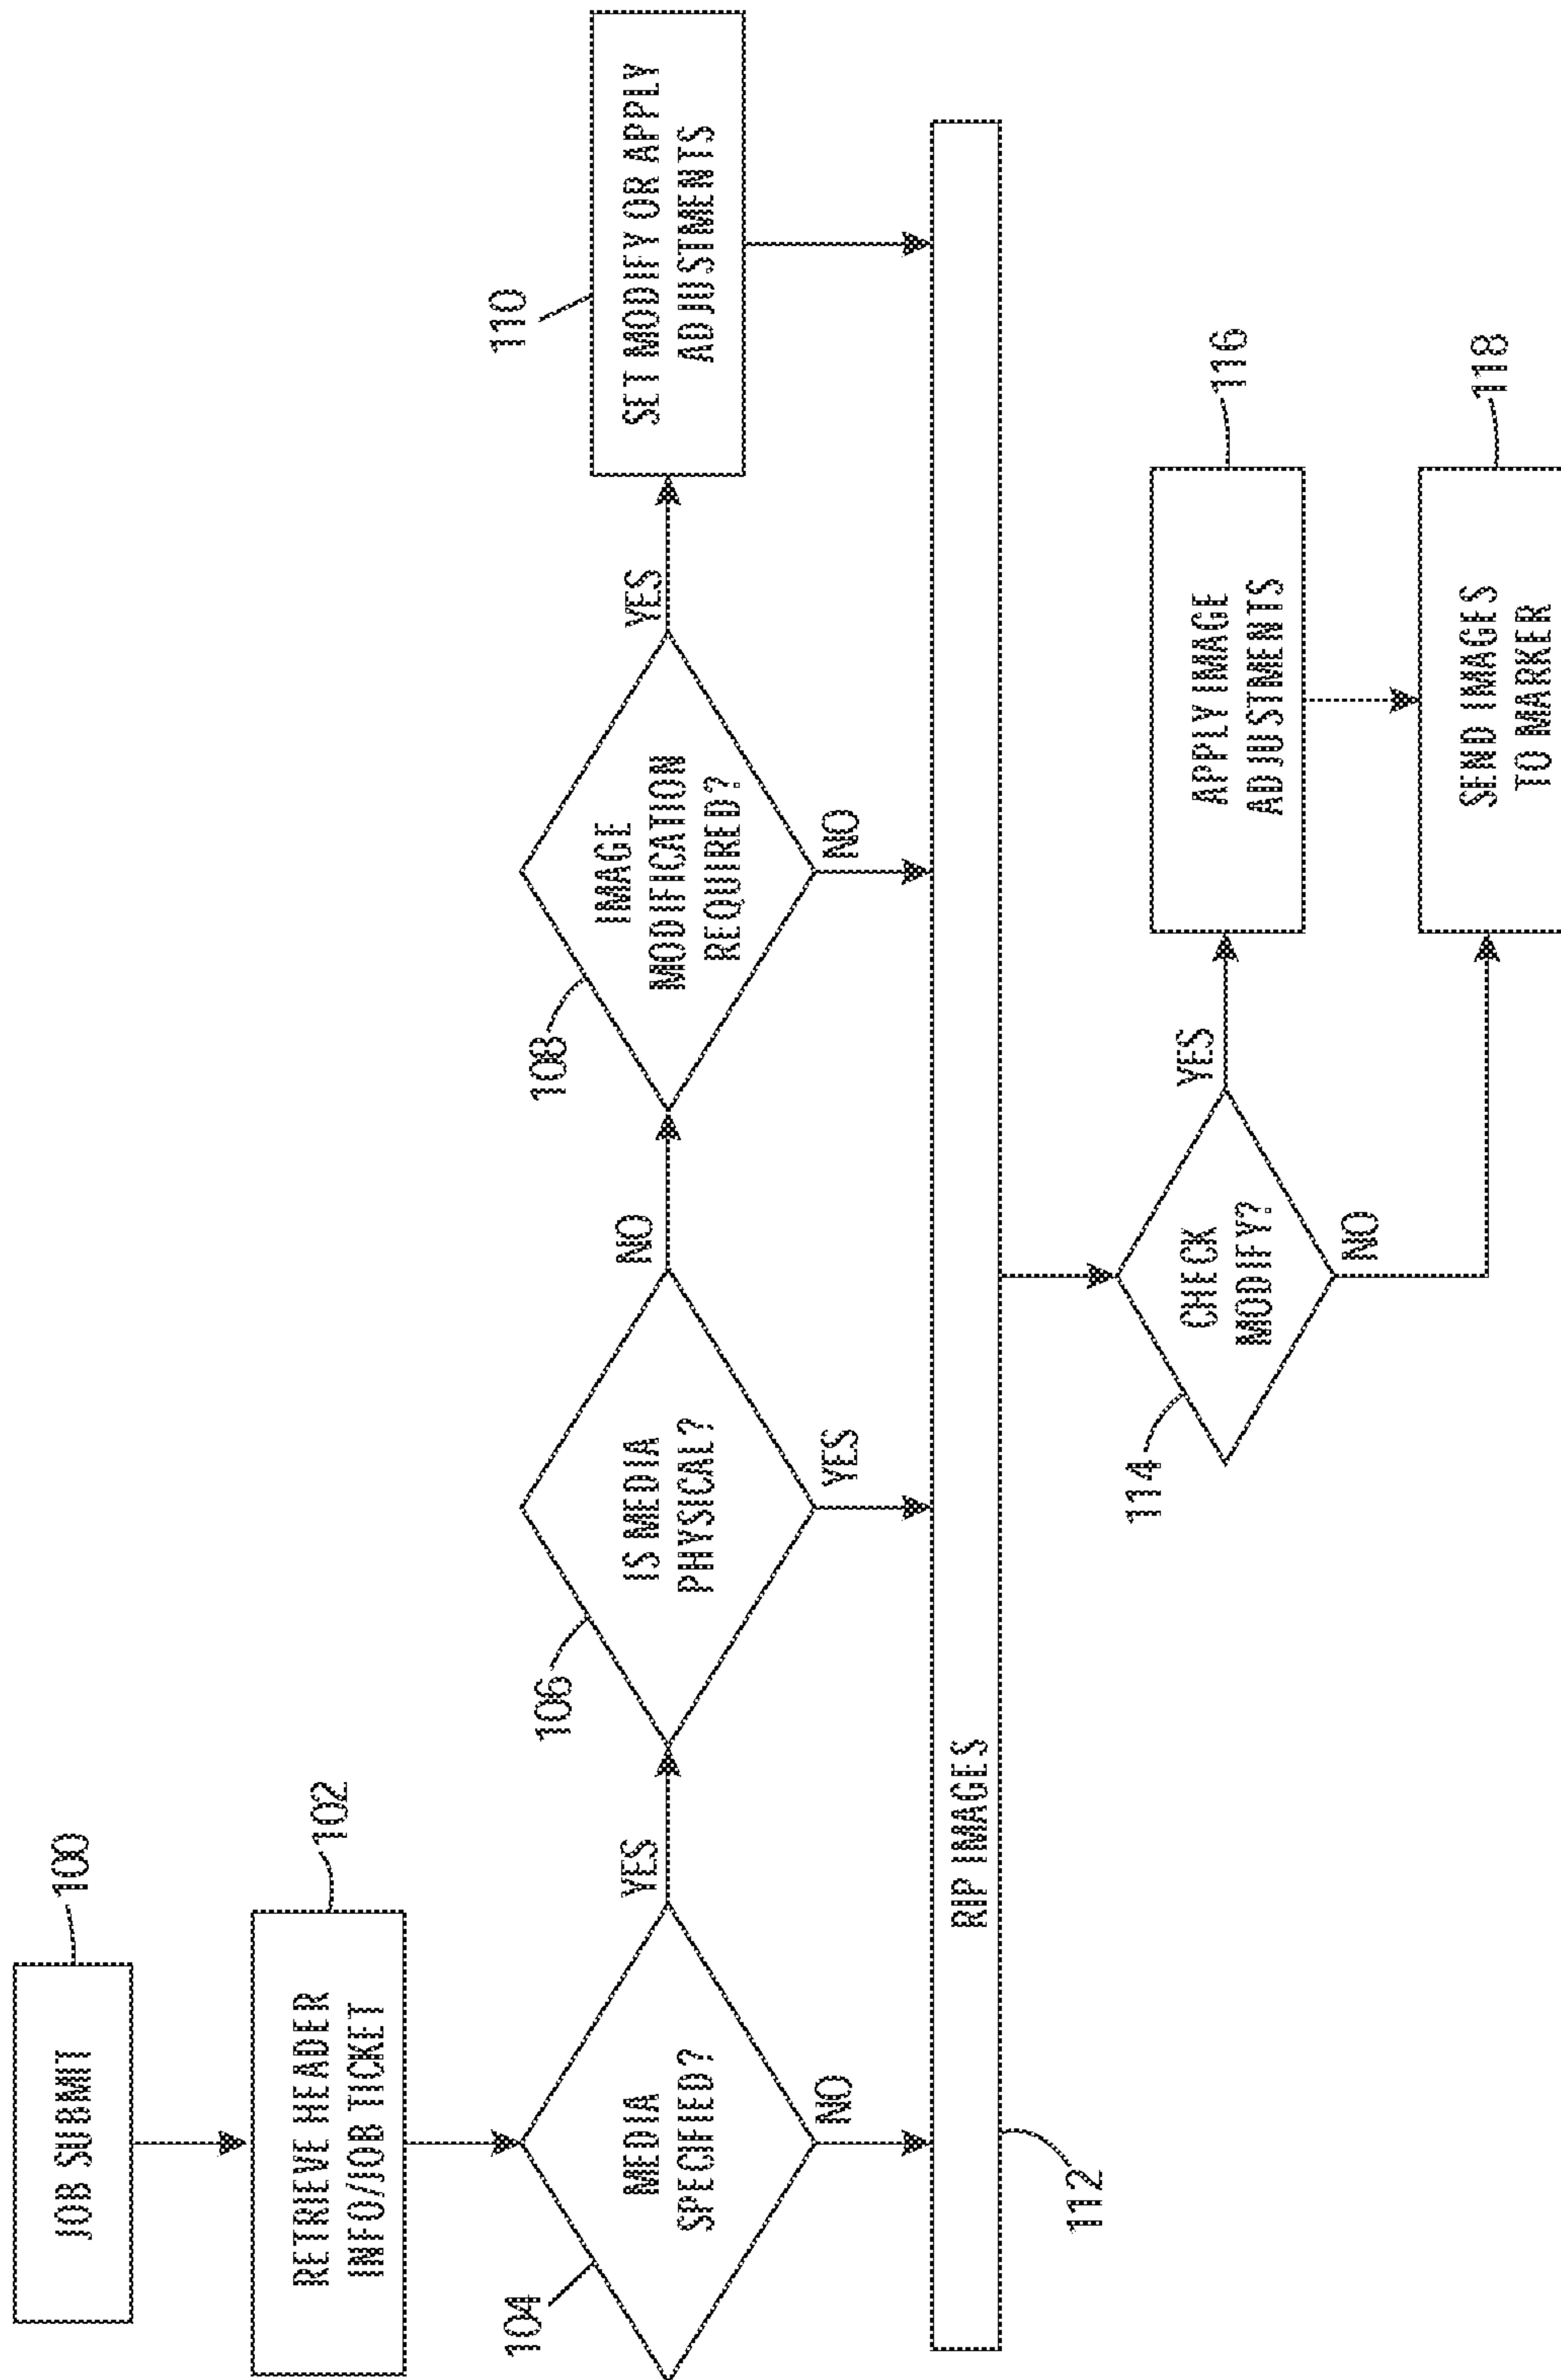 JOB SUBMIT
100
RETRIEVE HEADER
INFO/JOB TICKET
102
MEDIA
SPECIFIED?
104
YES
NO
IS MEDIA
PHYSICAL?
106
NO
YES
IMAGE
MODIFICATION
REQUIRED?
108
YES
NO
SET MODIFY OR APPLY
ADJUSTMENTS
110
RIP IMAGES
112
CHECK
MODIFY?
114
YES
NO
APPLY IMAGE
ADJUSTMENTS
116
SEND IMAGES
TO MARKER
118